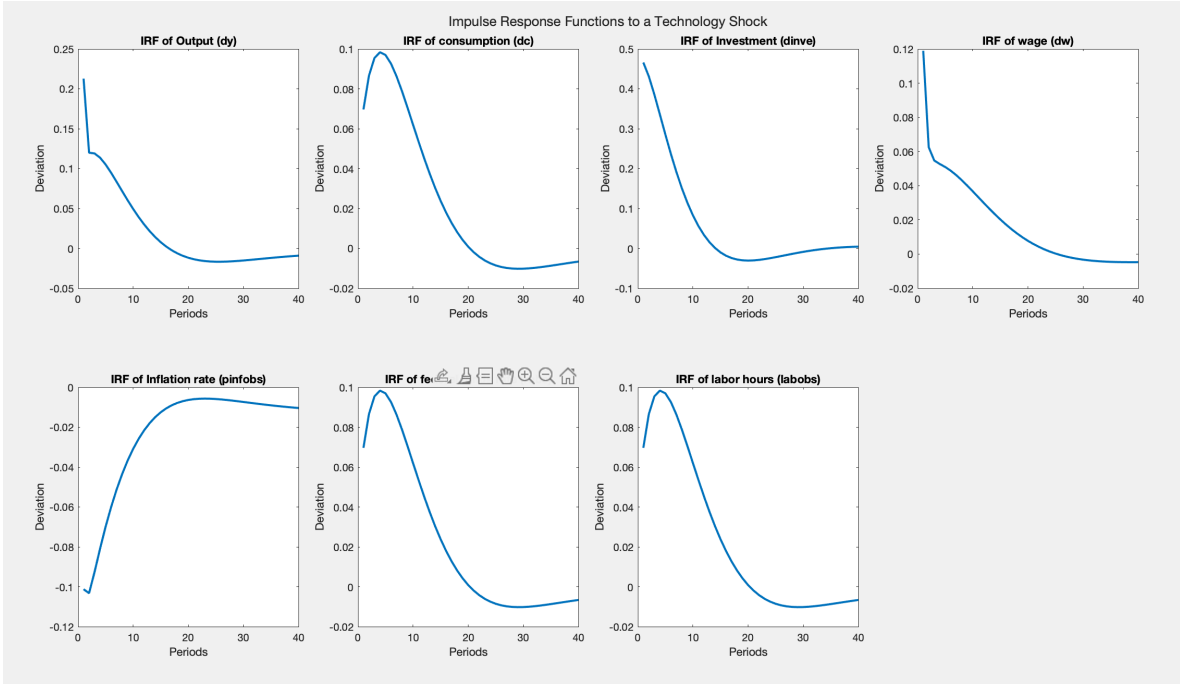 Impulse Response Functions to a Technology Shock
IRF of Output (dy)
0.25
0.2
0.15
0.1
0.05
0
-0.05
Deviation
0 10 20 30 40
Periods
IRF of consumption (dc)
0.1
0.08
0.06
0.04
0.02
0
-0.02
Deviation
0 10 20 30 40
Periods
IRF of Investment (dinve)
0.5
0.4
0.3
0.2
0.1
0
-0.1
Deviation
0 10 20 30 40
Periods
IRF of wage (dw)
0.12
0.1
0.08
0.06
0.04
0.02
0
-0.02
Deviation
0 10 20 30 40
Periods
IRF of Inflation rate (pinfobs)
0
-0.02
-0.04
-0.06
-0.08
-0.1
-0.12
Deviation
0 10 20 30 40
Periods
IRF of
0.1
0.08
0.06
0.04
0.02
0
-0.02
Deviation
0 10 20 30 40
Periods
IRF of labor hours (labobs)
0.1
0.08
0.06
0.04
0.02
0
-0.02
Deviation
0 10 20 30 40
Periods